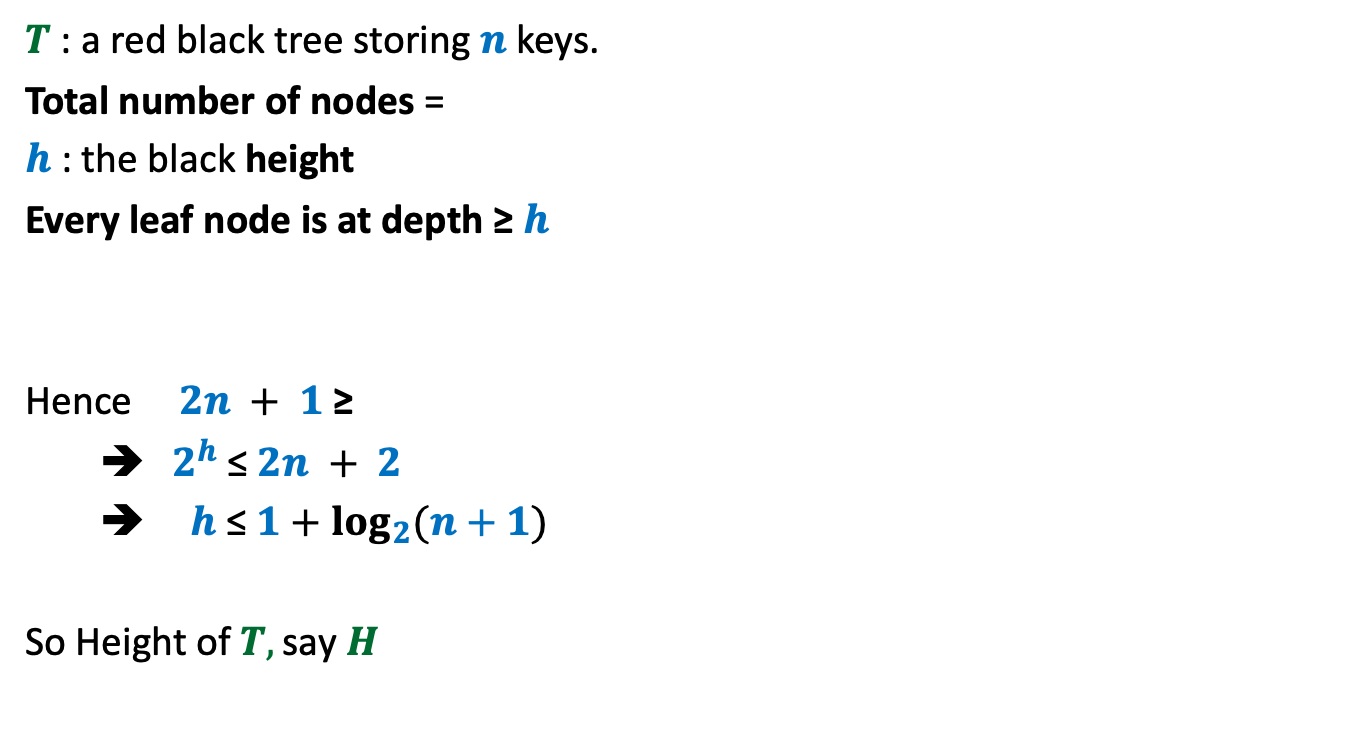 T : a red black tree storing n keys.
Total number of nodes =
h : the black height
Every leaf node is at depth ≥ h
Hence 2n + 1 ≥
➔ 2^h ≤ 2n + 2
➔ h ≤ 1 + log₂(n + 1)
So Height of T, say H